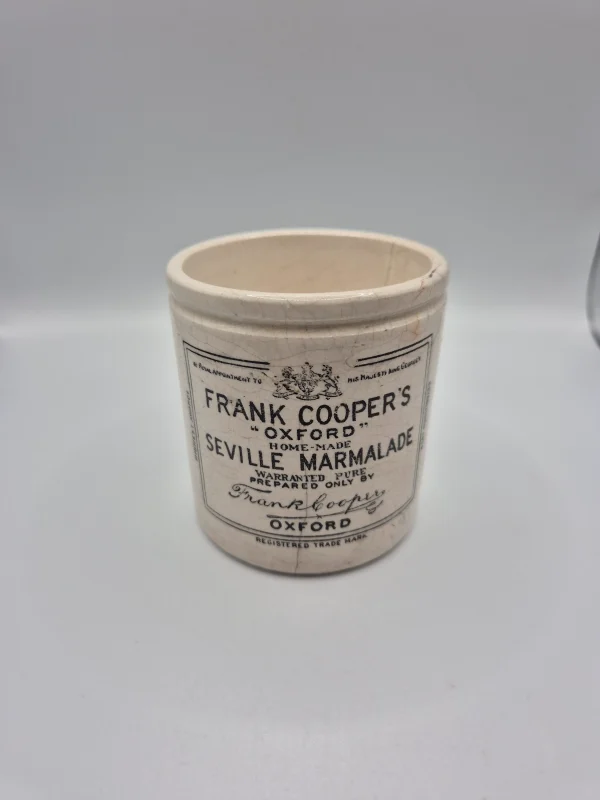 BY ROYAL APPOINTMENT TO HIS MAJESTY KING GEORGE V
FRANK COOPER'S
"OXFORD"
HOME-MADE
SEVILLE MARMALADE
WARRANTED PURE
PREPARED ONLY BY
Frank Cooper
OXFORD
REGISTERED TRADE MARK